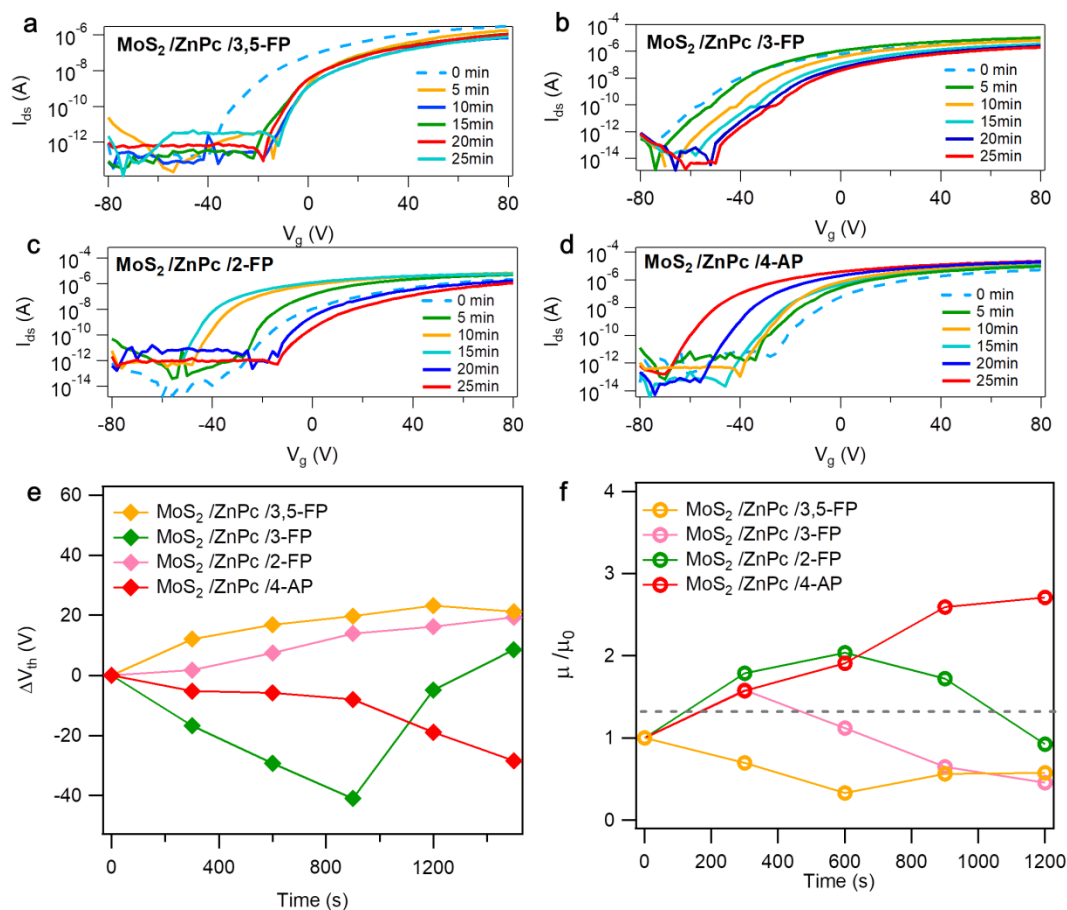 a
MoS2 /ZnPc /3,5-FP
Ids (A)
10-6
10-8
10-10
10-12
0 min
5 min
10min
15min
20min
25min
-80 -40 0 40 80
Vg (V)
b
MoS2 /ZnPc /3-FP
Ids (A)
10-4
10-6
10-8
10-10
10-12
10-14
0 min
5 min
10min
15min
20min
25min
-80 -40 0 40 80
Vg (V)
c
MoS2 /ZnPc /2-FP
Ids (A)
10-4
10-6
10-8
10-10
10-12
10-14
0 min
5 min
10min
15min
20min
25min
-80 -40 0 40 80
Vg (V)
d
MoS2 /ZnPc /4-AP
Ids (A)
10-4
10-6
10-8
10-10
10-12
10-14
0 min
5 min
10min
15min
20min
25min
-80 -40 0 40 80
Vg (V)
e
MoS2 /ZnPc /3,5-FP
MoS2 /ZnPc /3-FP
MoS2 /ZnPc /2-FP
MoS2 /ZnPc /4-AP
ΔVth (V)
60
40
20
0
-20
-40
0 400 800 1200
Time (s)
f
MoS2 /ZnPc /3,5-FP
MoS2 /ZnPc /3-FP
MoS2 /ZnPc /2-FP
MoS2 /ZnPc /4-AP
μ /μ0
4
3
2
1
0
0 200 400 600 800 1000 1200
Time (s)